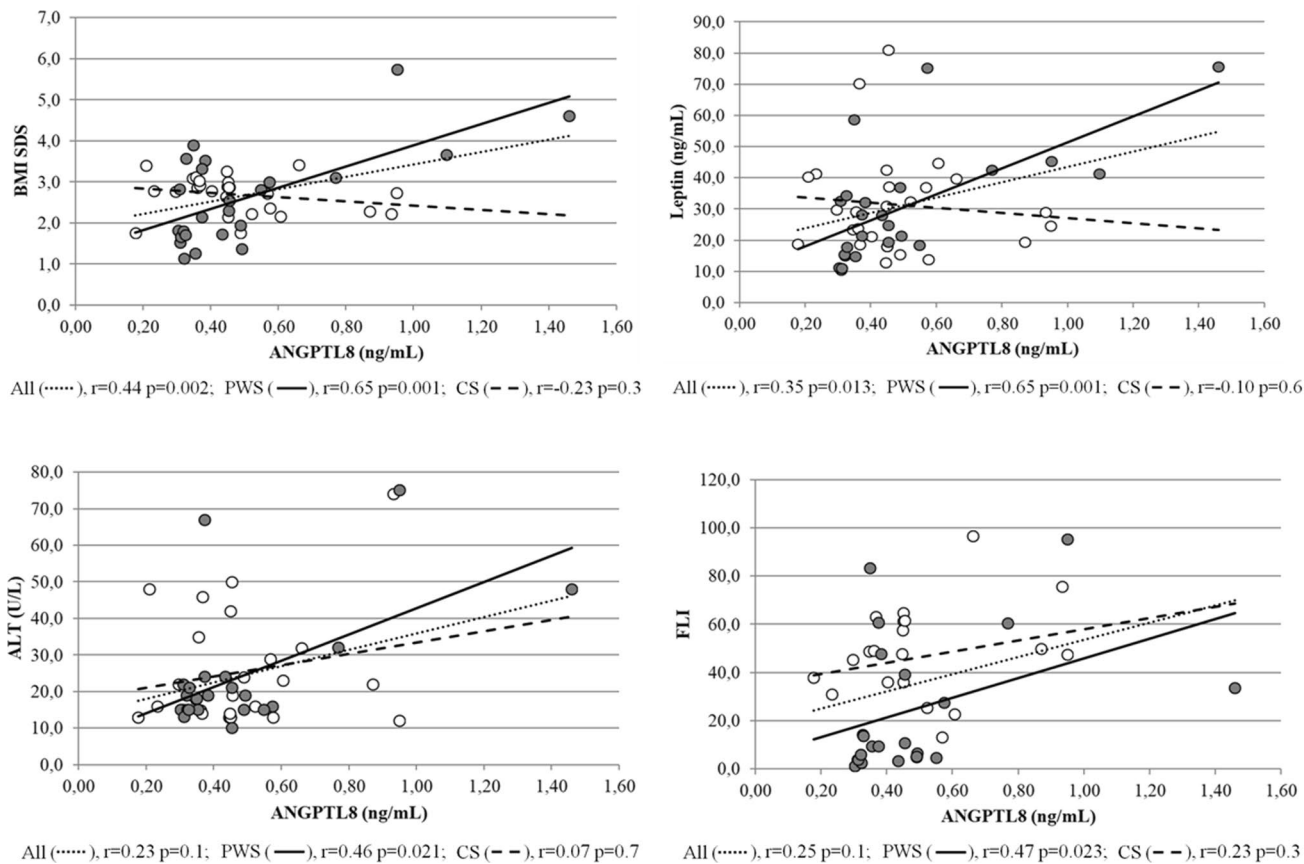 BMI SDS
7,0
6,0
5,0
4,0
3,0
2,0
1,0
0,0
0,00 0,20 0,40 0,60 0,80 1,00 1,20 1,40 1,60
ANGPTL8 (ng/mL)
All (·······), r=0.44 p=0.002; PWS (——), r=0.65 p=0.001; CS (– – –), r=-0.23 p=0.3
Leptin (ng/mL)
90,0
80,0
70,0
60,0
50,0
40,0
30,0
20,0
10,0
0,0
0,00 0,20 0,40 0,60 0,80 1,00 1,20 1,40 1,60
ANGPTL8 (ng/mL)
All (·······), r=0.35 p=0.013; PWS (——), r=0.65 p=0.001; CS (– – –), r=-0.10 p=0.6
ALT (U/L)
80,0
70,0
60,0
50,0
40,0
30,0
20,0
10,0
0,0
0,00 0,20 0,40 0,60 0,80 1,00 1,20 1,40 1,60
ANGPTL8 (ng/mL)
All (·······), r=0.23 p=0.1; PWS (——), r=0.46 p=0.021; CS (– – –), r=0.07 p=0.7
FLI
120,0
100,0
80,0
60,0
40,0
20,0
0,0
0,00 0,20 0,40 0,60 0,80 1,00 1,20 1,40 1,60
ANGPTL8 (ng/mL)
All (·······), r=0.25 p=0.1; PWS (——), r=0.47 p=0.023; CS (– – –), r=0.23 p=0.3